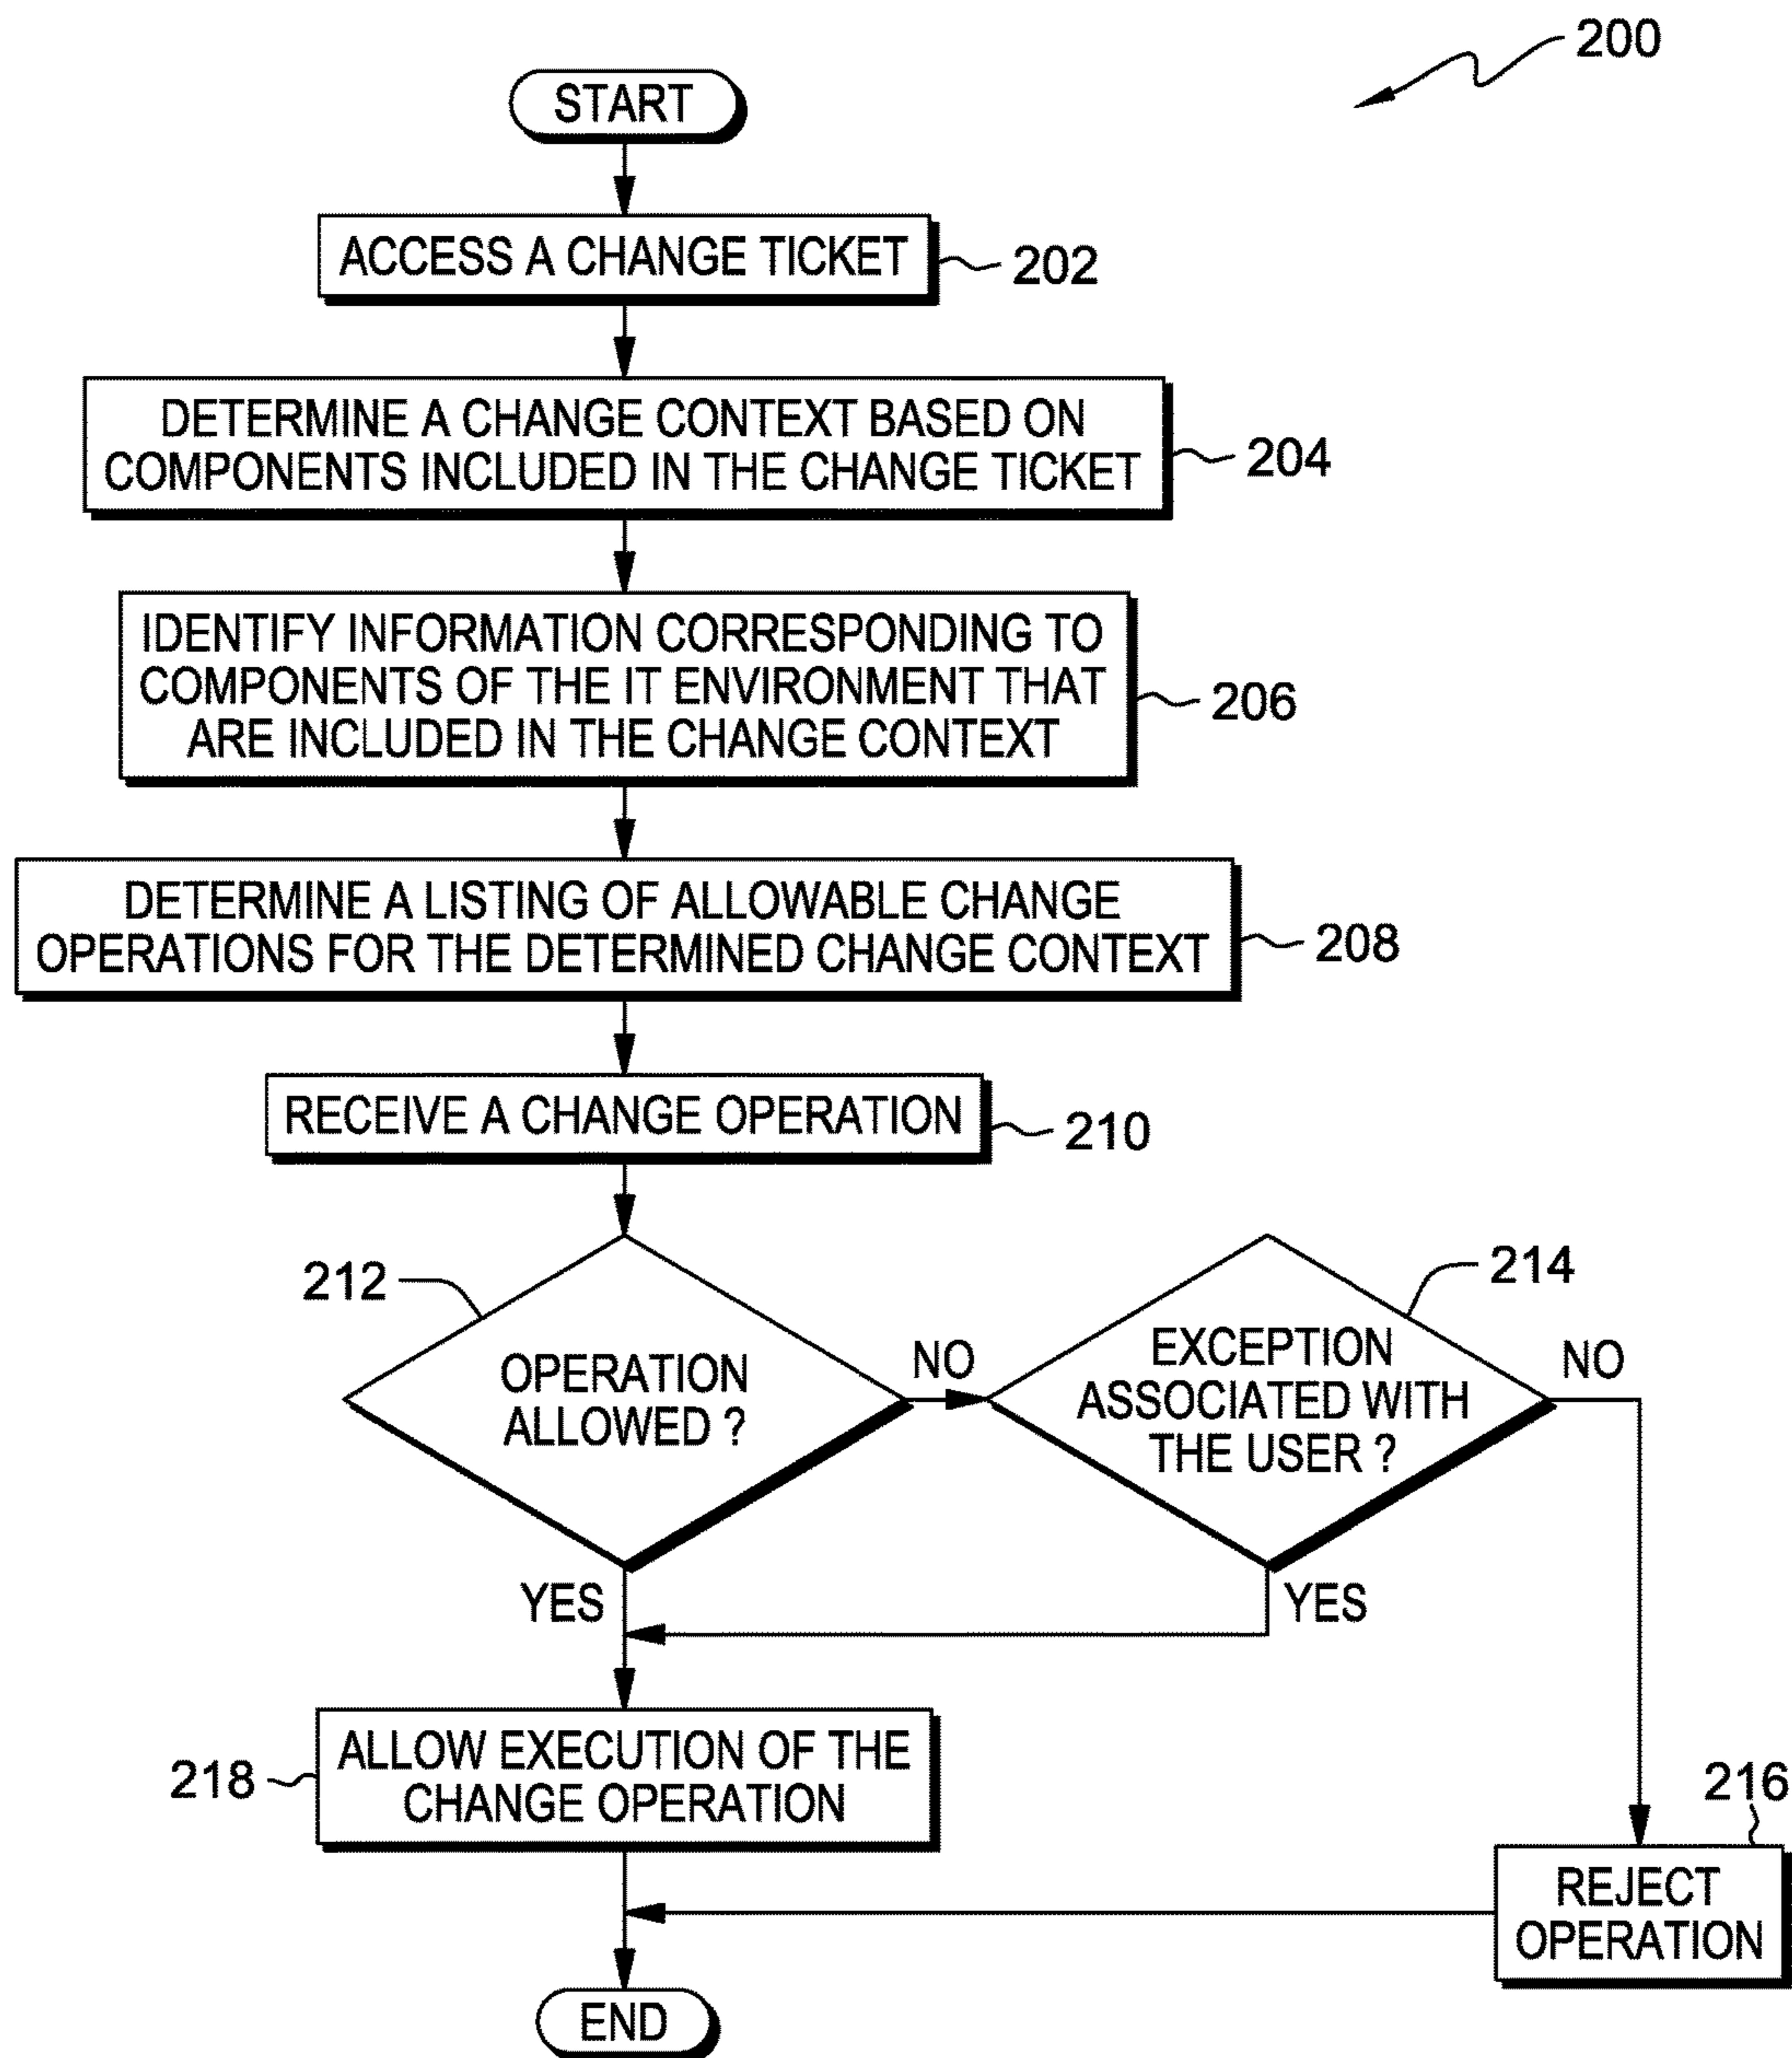 200
START
ACCESS A CHANGE TICKET
202
DETERMINE A CHANGE CONTEXT BASED ON
COMPONENTS INCLUDED IN THE CHANGE TICKET
204
IDENTIFY INFORMATION CORRESPONDING TO
COMPONENTS OF THE IT ENVIRONMENT THAT
ARE INCLUDED IN THE CHANGE CONTEXT
206
DETERMINE A LISTING OF ALLOWABLE CHANGE
OPERATIONS FOR THE DETERMINED CHANGE CONTEXT
208
RECEIVE A CHANGE OPERATION
210
212
OPERATION
ALLOWED ?
NO
YES
214
EXCEPTION
ASSOCIATED WITH
THE USER ?
NO
YES
218
ALLOW EXECUTION OF THE
CHANGE OPERATION
216
REJECT
OPERATION
END